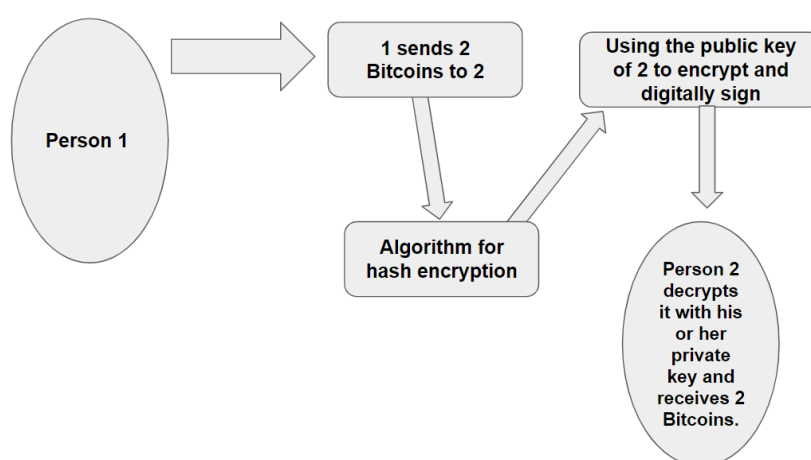 Person 1
1 sends 2
Bitcoins to 2
Algorithm for
hash encryption
Using the public key
of 2 to encrypt and
digitally sign
Person 2
decrypts
it with his
or her
private
key and
receives 2
Bitcoins.